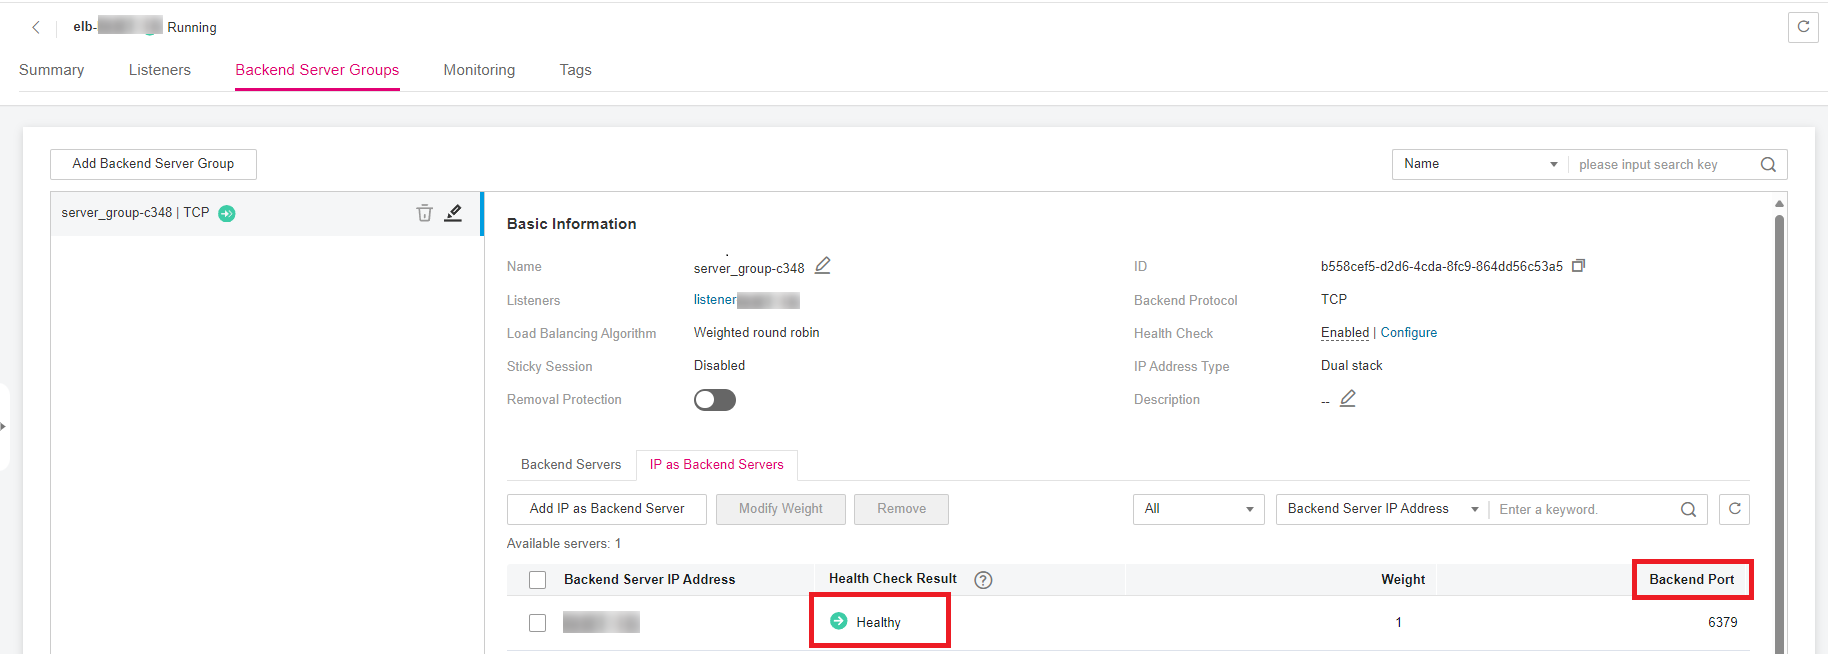 elb- Running
Summary Listeners Backend Server Groups Monitoring Tags
Add Backend Server Group
Name please input search key
server_group-c348 | TCP
Basic Information
Name server_group-c348 ID b558cef5-d2d6-4cda-8fc9-864dd56c53a5
Listeners listener Backend Protocol TCP
Load Balancing Algorithm Weighted round robin Health Check Enabled | Configure
Sticky Session Disabled IP Address Type Dual stack
Removal Protection Description --
Backend Servers IP as Backend Servers
Add IP as Backend Server Modify Weight Remove All Backend Server IP Address Enter a keyword.
Available servers: 1
Backend Server IP Address Health Check Result ? Weight Backend Port
Healthy 1 6379